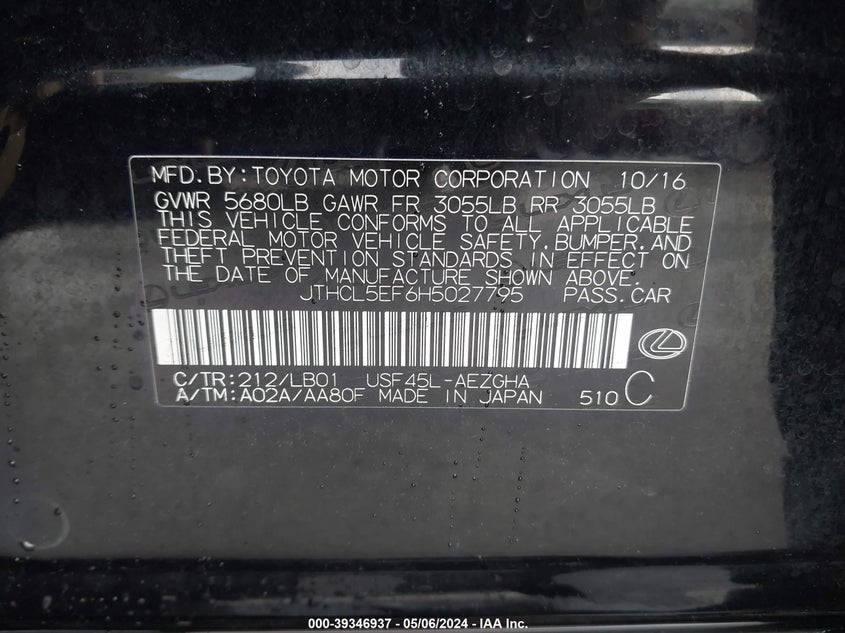 MFD.BY:TOYOTA MOTOR CORPORATION 10/16
GVWR 5680LB GAWR FR 3055LB RR 3055LB
THIS VEHICLE CONFORMS TO ALL APPLICABLE
FEDERAL MOTOR VEHICLE SAFETY,BUMPER,AND
THEFT PREVENTION STANDARDS IN EFFECT ON
THE DATE OF MANUFACTURE SHOWN ABOVE.
JTHCL5EF6H5027795 PASS.CAR
C/TR:212/LB01 USF45L-AEZGHA
A/TM:A02A/AA80F MADE IN JAPAN 510 C
000-39346937 - 05/06/2024 - IAA Inc.